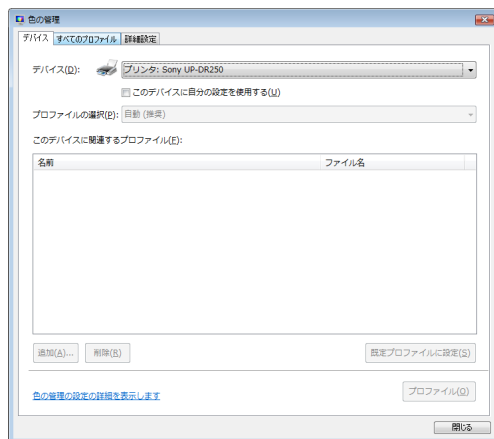 色の管理
デバイス すべてのプロファイル 詳細設定
デバイス(D): プリンタ: Sony UP-DR250
このデバイスに自分の設定を使用する(U)
プロファイルの選択(P): 自動 (推奨)
このデバイスに関連するプロファイル(F):
名前 ファイル名
追加(A)... 削除(R) 既定プロファイルに設定(S)
色の管理の設定の詳細を表示します プロファイル(O)
閉じる